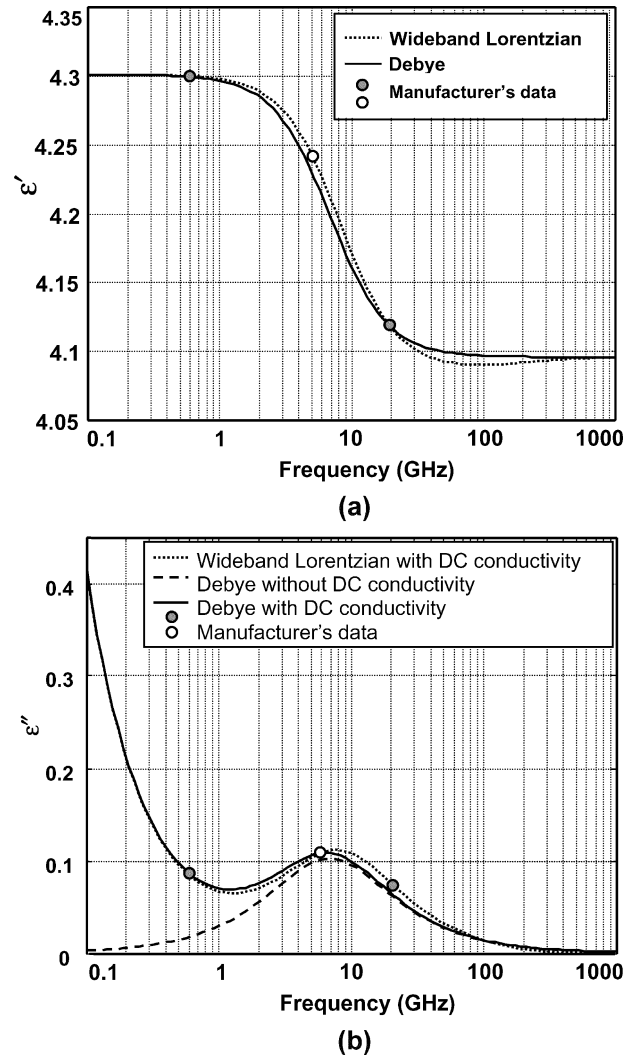 4.35
4.3
4.25
4.2
4.15
4.1
4.05
ε′
Wideband Lorentzian
Debye
Manufacturer's data
0.1 1 10 100 1000
Frequency (GHz)
(a)
0.4
0.3
0.2
0.1
0
ε″
Wideband Lorentzian with DC conductivity
Debye without DC conductivity
Debye with DC conductivity
Manufacturer's data
0.1 1 10 100 1000
Frequency (GHz)
(b)